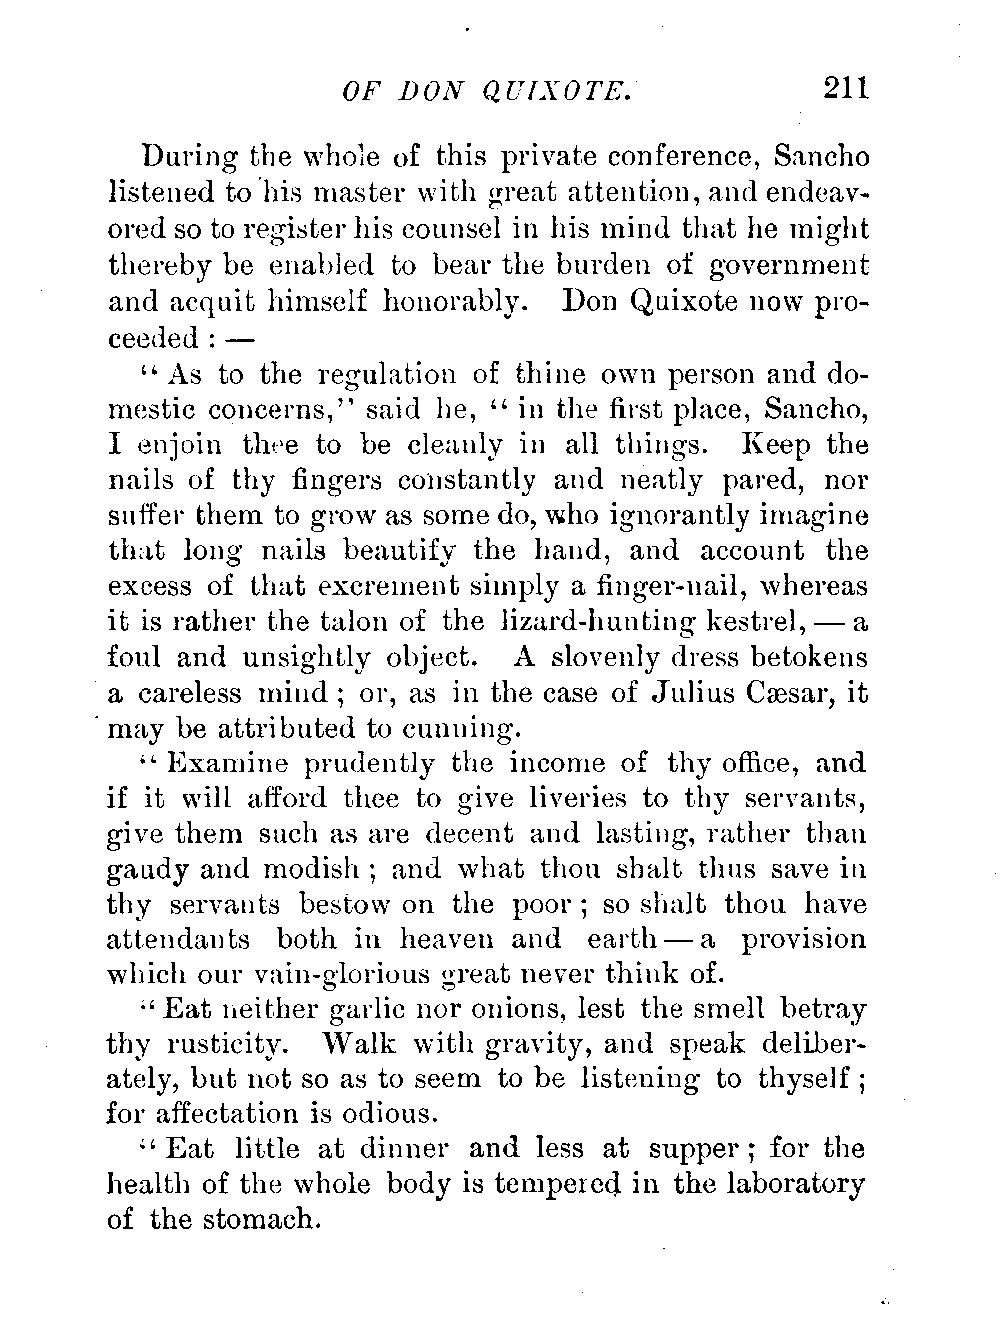 OF DON QUIXOTE. 211
During the whole of this private conference, Sancho
listened to his master with great attention, and endeav-
ored so to register his counsel in his mind that he might
thereby be enabled to bear the burden of government
and acquit himself honorably. Don Quixote now pro-
ceeded : —
“ As to the regulation of thine own person and do-
mestic concerns,” said he, “ in the first place, Sancho,
I enjoin thee to be cleanly in all things. Keep the
nails of thy fingers constantly and neatly pared, nor
suffer them to grow as some do, who ignorantly imagine
that long nails beautify the hand, and account the
excess of that excrement simply a finger-nail, whereas
it is rather the talon of the lizard-hunting kestrel, — a
foul and unsightly object. A slovenly dress betokens
a careless mind ; or, as in the case of Julius Cæsar, it
may be attributed to cunning.
“ Examine prudently the income of thy office, and
if it will afford thee to give liveries to thy servants,
give them such as are decent and lasting, rather than
gaudy and modish ; and what thou shalt thus save in
thy servants bestow on the poor ; so shalt thou have
attendants both in heaven and earth — a provision
which our vain-glorious great never think of.
“ Eat neither garlic nor onions, lest the smell betray
thy rusticity. Walk with gravity, and speak deliber-
ately, but not so as to seem to be listening to thyself ;
for affectation is odious.
“ Eat little at dinner and less at supper ; for the
health of the whole body is tempered in the laboratory
of the stomach.